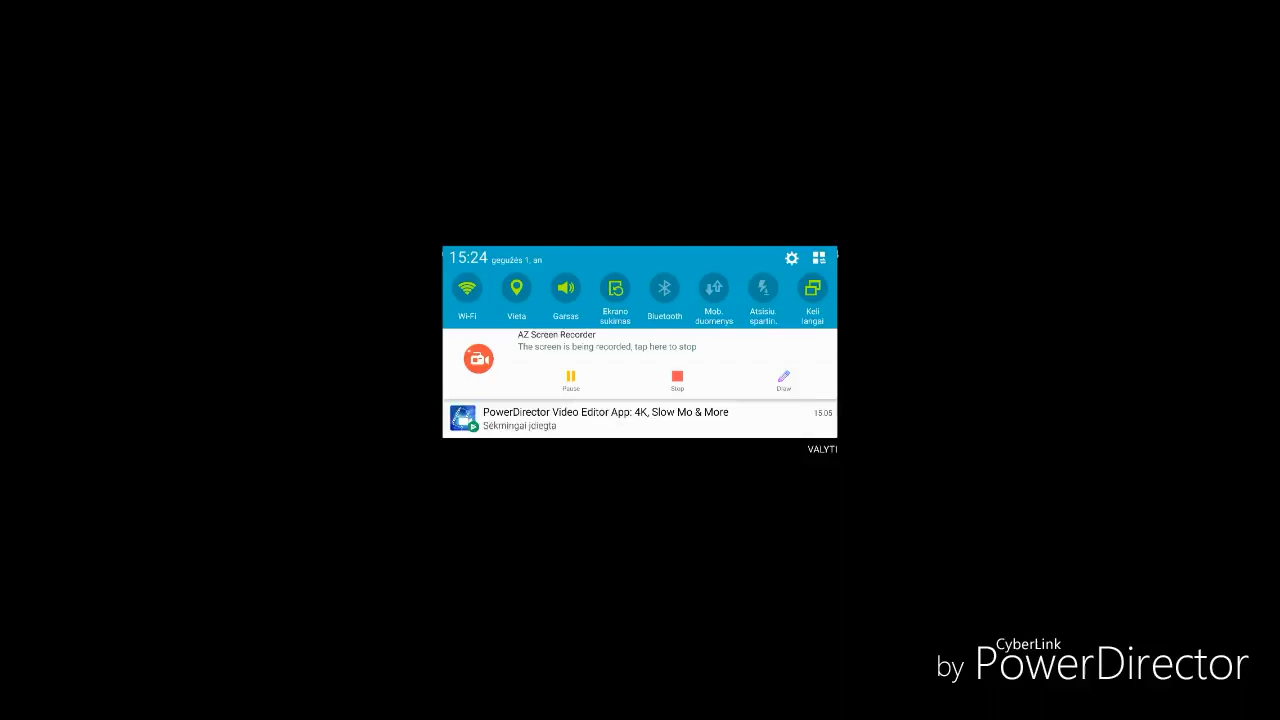 15:24 gegužės 1, an
Wi-Fi
Vieta
Garsas
Ekrano
sukimas
Bluetooth
Mob.
duomenys
Atsisiu.
spartin.
Keli
langai
AZ Screen Recorder
The screen is being recorded, tap here to stop
Pause
Stop
Draw
PowerDirector Video Editor App: 4K, Slow Mo & More
15:05
Sėkmingai įdiegta
VALYTI
CyberLink
by PowerDirector